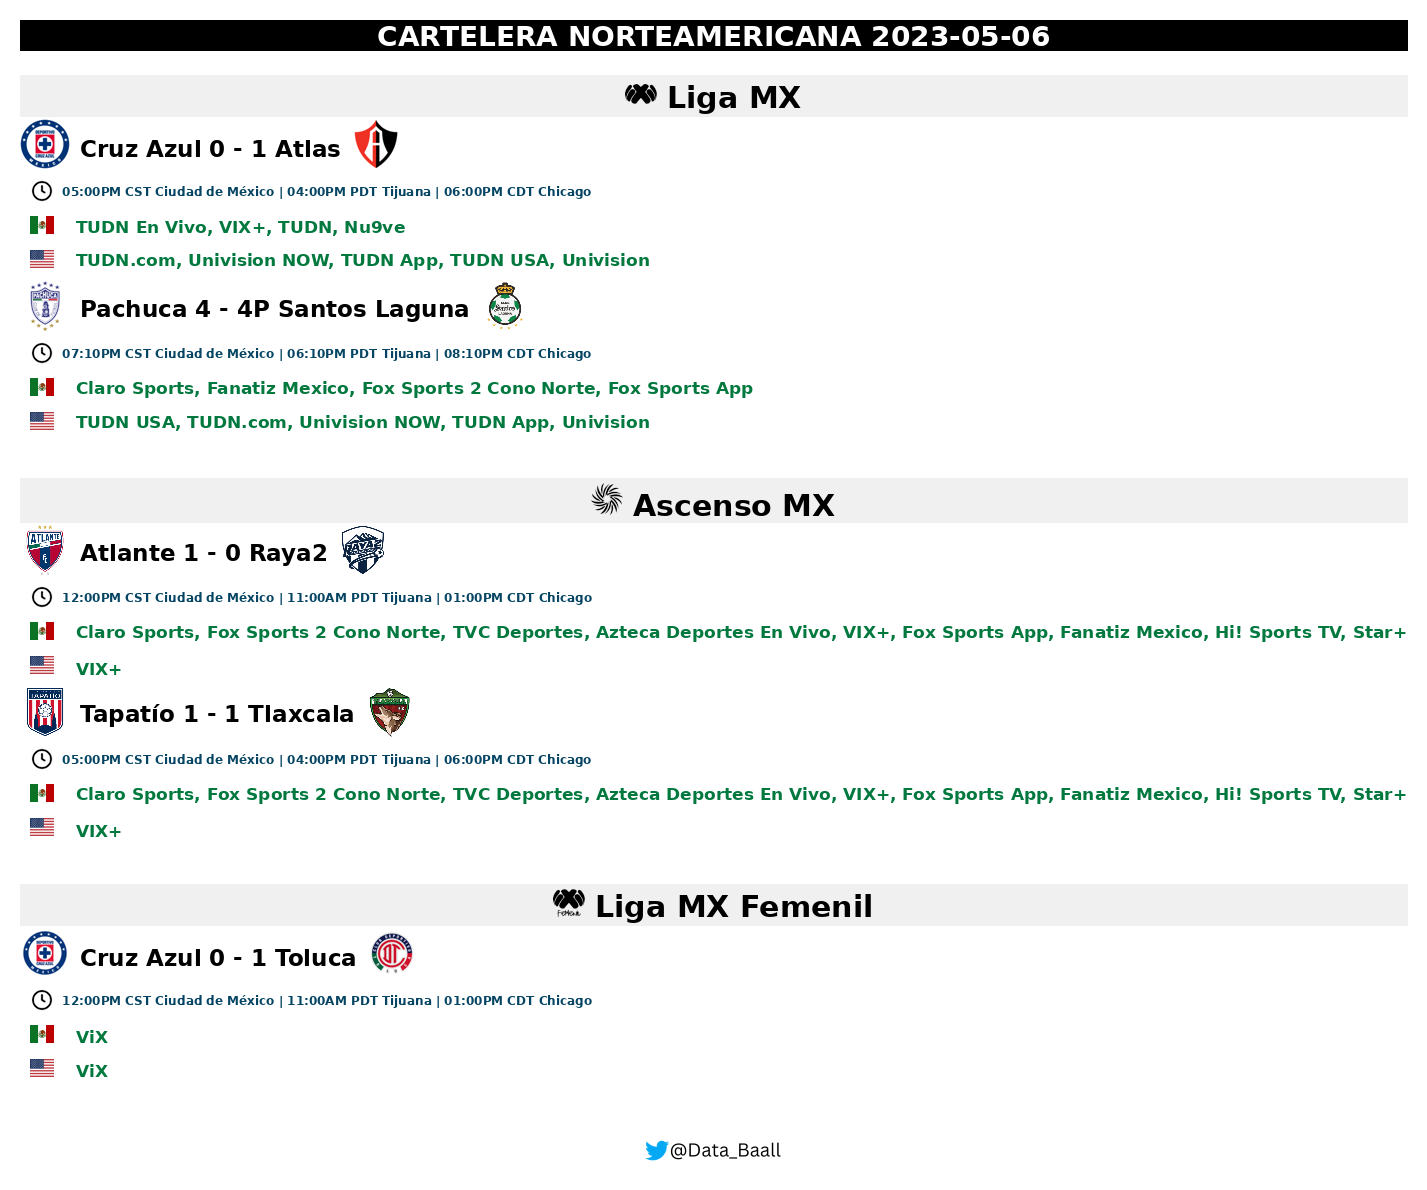 CARTELERA NORTEAMERICANA 2023-05-06
Liga MX
Cruz Azul 0 - 1 Atlas
05:00PM CST Ciudad de México | 04:00PM PDT Tijuana | 06:00PM CDT Chicago
TUDN En Vivo, VIX+, TUDN, Nu9ve
TUDN.com, Univision NOW, TUDN App, TUDN USA, Univision
Pachuca 4 - 4P Santos Laguna
07:10PM CST Ciudad de México | 06:10PM PDT Tijuana | 08:10PM CDT Chicago
Claro Sports, Fanatiz Mexico, Fox Sports 2 Cono Norte, Fox Sports App
TUDN USA, TUDN.com, Univision NOW, TUDN App, Univision
Ascenso MX
Atlante 1 - 0 Raya2
12:00PM CST Ciudad de México | 11:00AM PDT Tijuana | 01:00PM CDT Chicago
Claro Sports, Fox Sports 2 Cono Norte, TVC Deportes, Azteca Deportes En Vivo, VIX+, Fox Sports App, Fanatiz Mexico, Hi! Sports TV, Star+
VIX+
Tapatío 1 - 1 Tlaxcala
05:00PM CST Ciudad de México | 04:00PM PDT Tijuana | 06:00PM CDT Chicago
Claro Sports, Fox Sports 2 Cono Norte, TVC Deportes, Azteca Deportes En Vivo, VIX+, Fox Sports App, Fanatiz Mexico, Hi! Sports TV, Star+
VIX+
Liga MX Femenil
Cruz Azul 0 - 1 Toluca
12:00PM CST Ciudad de México | 11:00AM PDT Tijuana | 01:00PM CDT Chicago
ViX
ViX
@Data_Baall